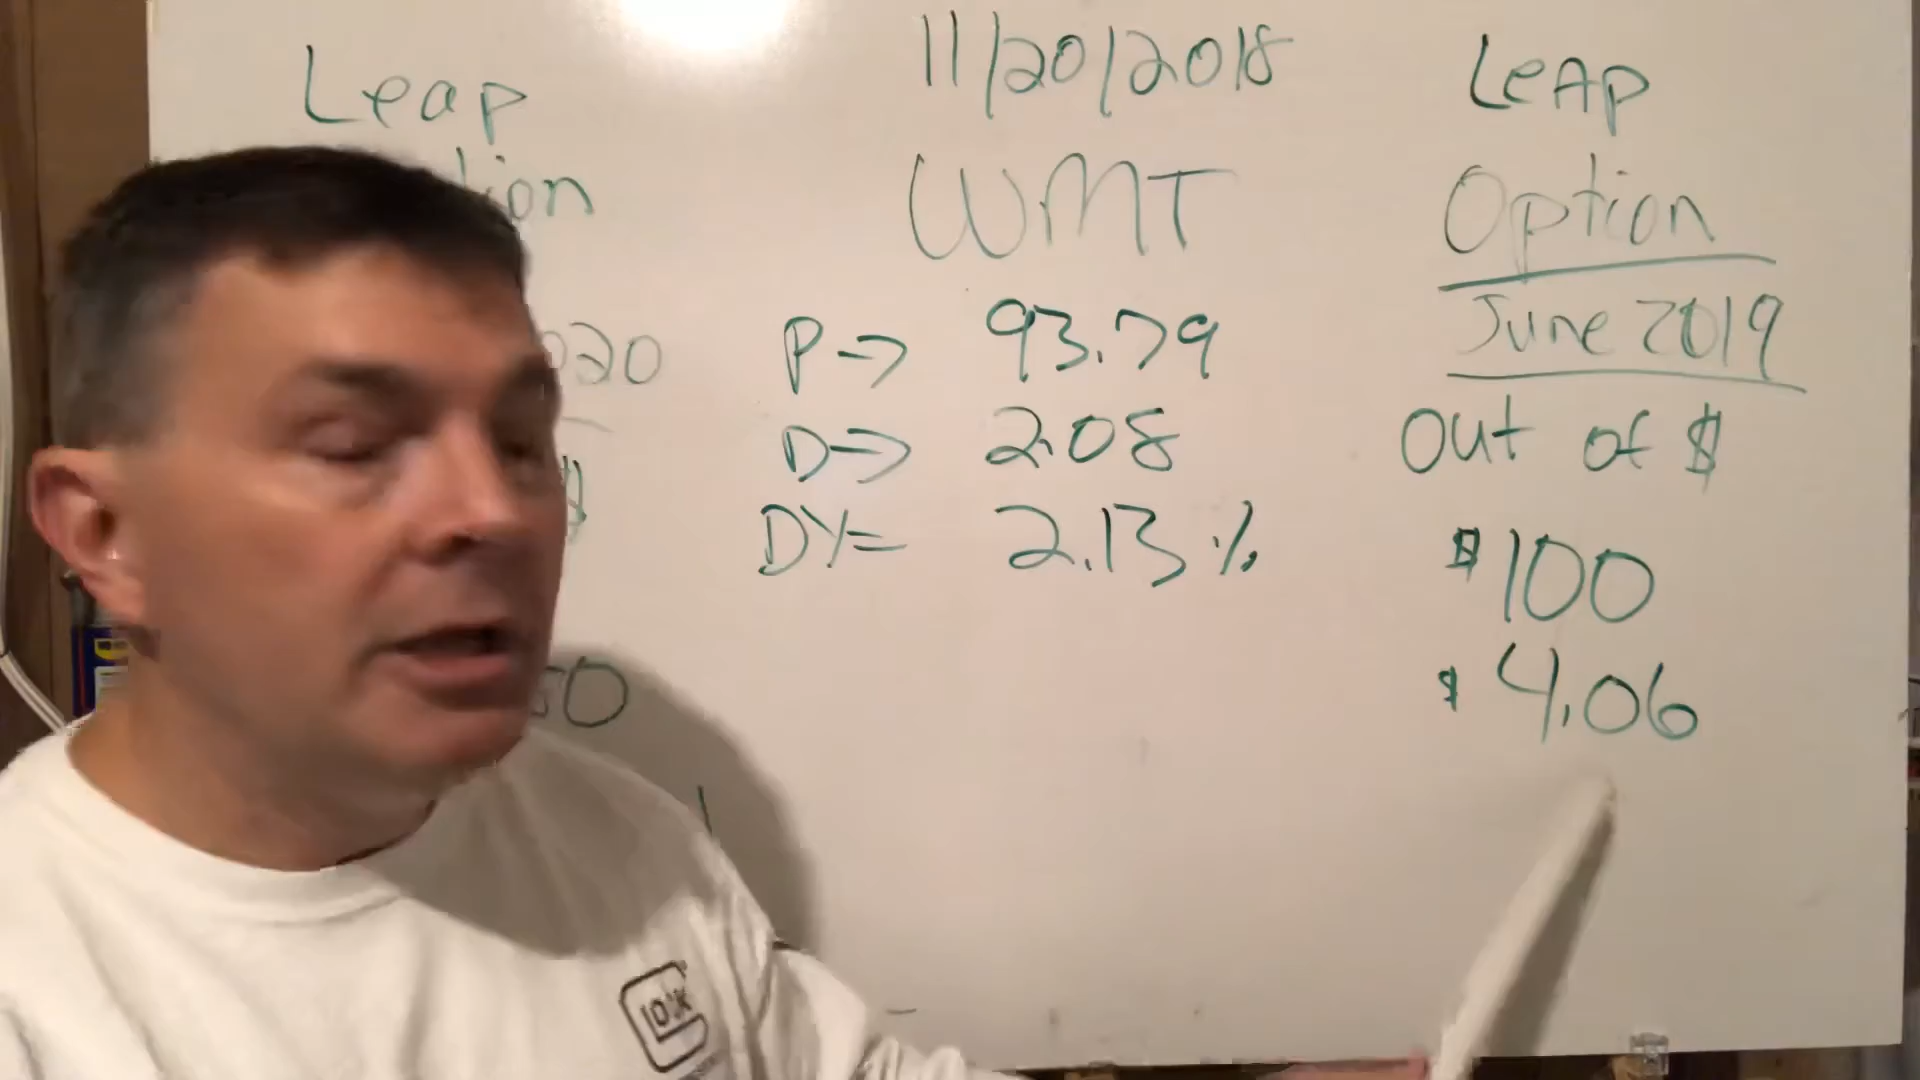 Leap
11/20/2018
LEAP
WMT
Option
P-> 93.79
June 2019
D-> 2.08
Out of $
DY= 2.13 %
$100
$ 4.06
GLOCK